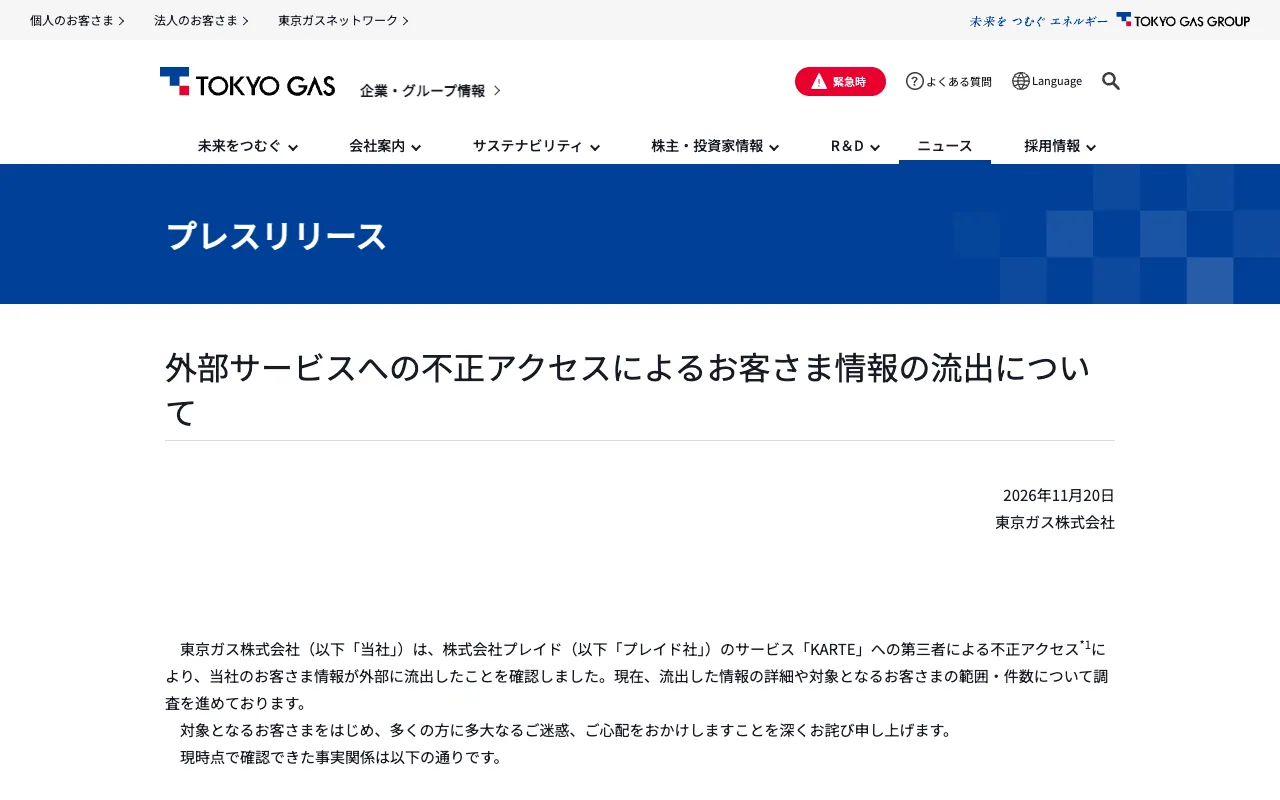 個人のお客さま
法人のお客さま
東京ガスネットワーク
未来を つむぐ エネルギー
TOKYO GAS GROUP
TOKYO GAS
企業・グループ情報
緊急時
よくある質問
Language
未来をつむぐ
会社案内
サステナビリティ
株主・投資家情報
R＆D
ニュース
採用情報
プレスリリース
外部サービスへの不正アクセスによるお客さま情報の流出につい
て
2026年11月20日
東京ガス株式会社
東京ガス株式会社（以下「当社」）は、株式会社プレイド（以下「プレイド社」）のサービス「KARTE」への第三者による不正アクセス*1に
より、当社のお客さま情報が外部に流出したことを確認しました。現在、流出した情報の詳細や対象となるお客さまの範囲・件数について調
査を進めております。
対象となるお客さまをはじめ、多くの方に多大なるご迷惑、ご心配をおかけしますことを深くお詫び申し上げます。
現時点で確認できた事実関係は以下の通りです。